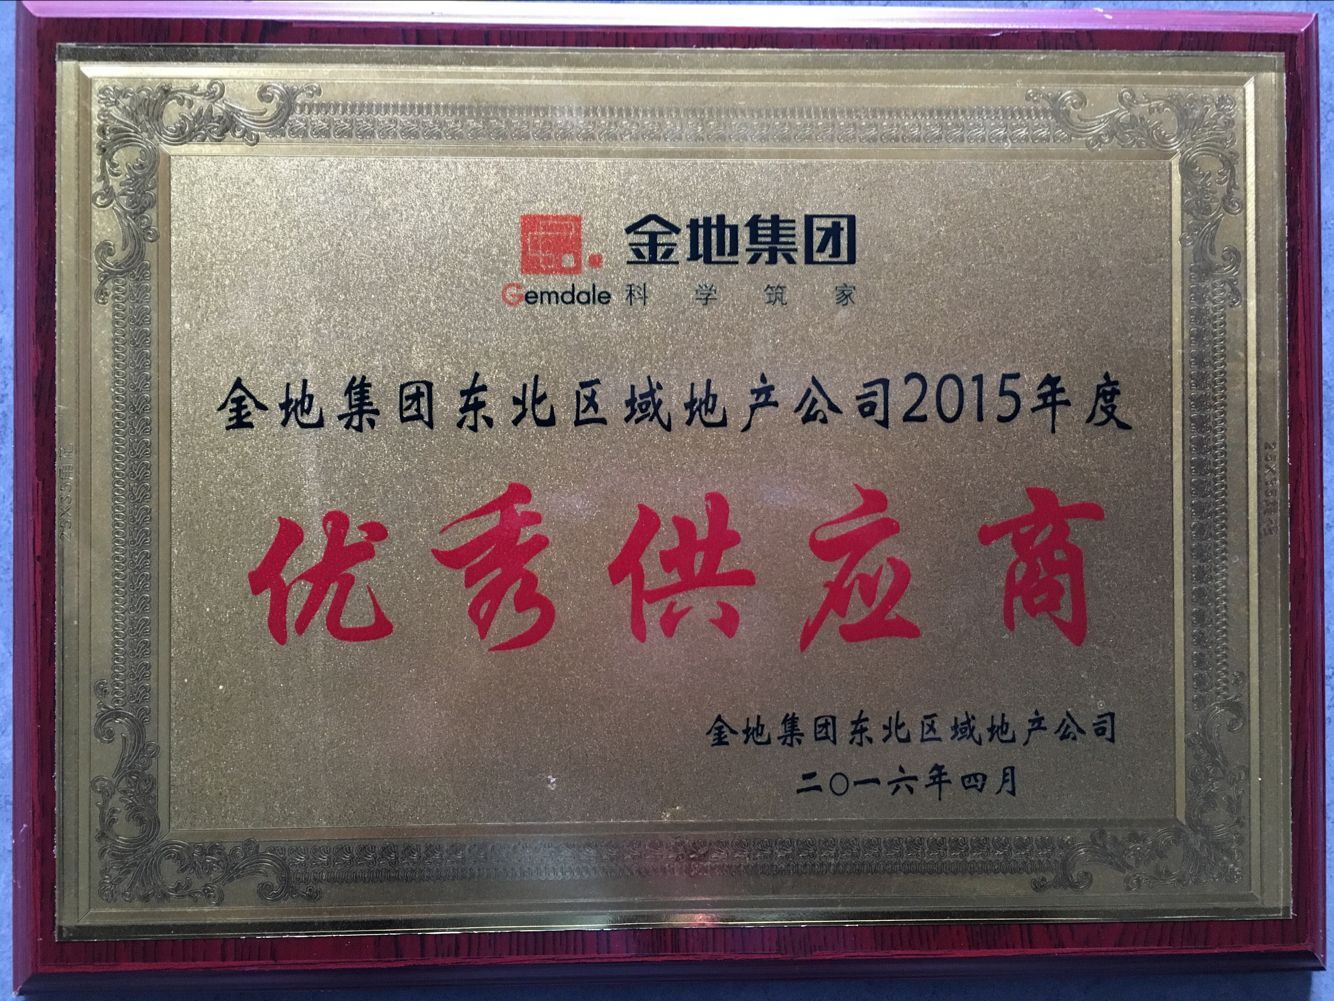 金地集团
Gemdale 科学筑家
金地集团东北区域地产公司2015年度
优秀供应商
金地集团东北区域地产公司
二〇一六年四月